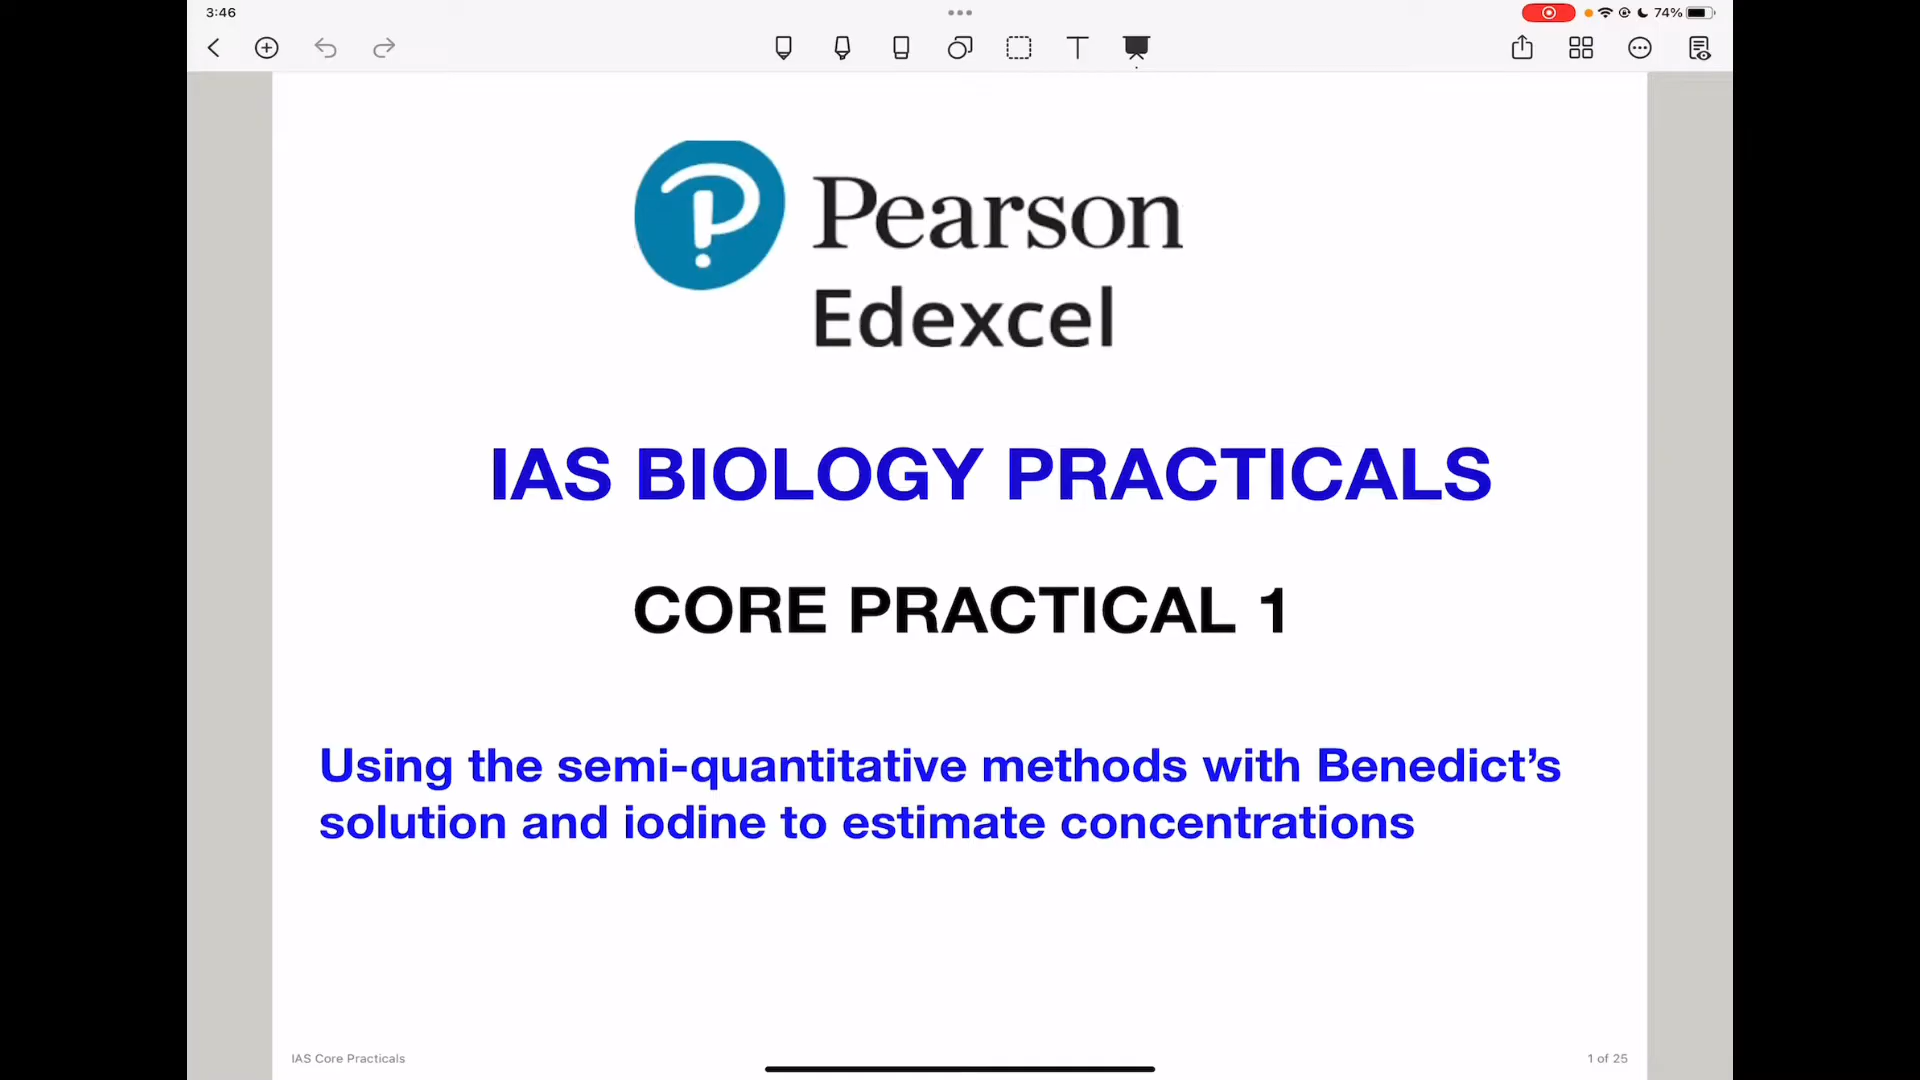 3:46
74%
Pearson
Edexcel
IAS BIOLOGY PRACTICALS
CORE PRACTICAL 1
Using the semi-quantitative methods with Benedict’s
solution and iodine to estimate concentrations
IAS Core Practicals
1 of 25